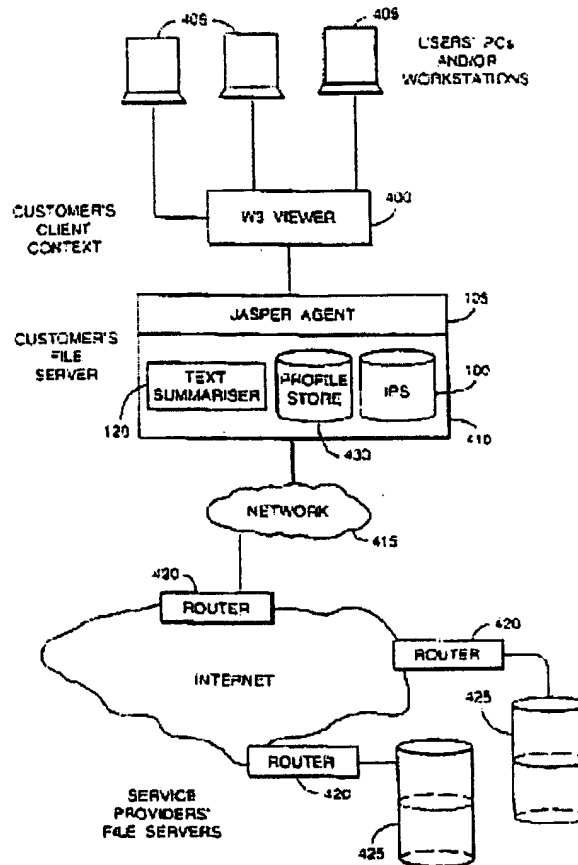 405
405
USERS' PCs
AND/OR
WORKSTATIONS
W3 VIEWER
400
CUSTOMER'S
CLIENT
CONTEXT
JASPER AGENT
105
CUSTOMER'S
FILE
SERVER
TEXT
SUMMARISER
PROFILE
STORE
IPS
100
120
430
410
NETWORK
415
420
ROUTER
420
ROUTER
INTERNET
425
ROUTER
420
SERVICE
PROVIDERS'
FILE SERVERS
425